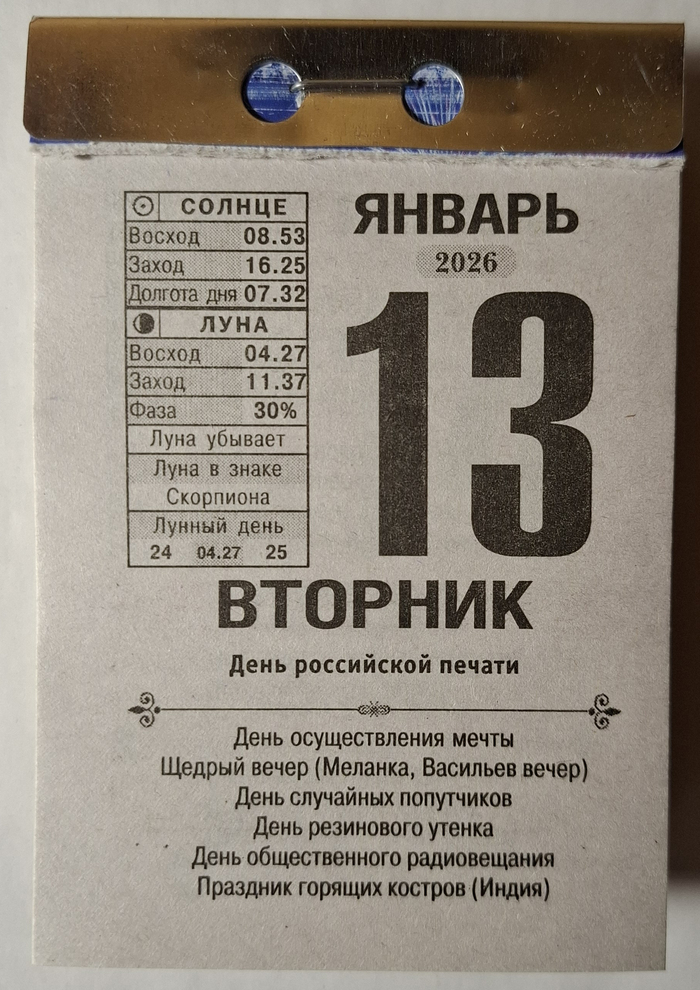 СОЛНЦЕ
Восход 08.53
Заход 16.25
Долгота дня 07.32
ЛУНА
Восход 04.27
Заход 11.37
Фаза 30%
Луна убывает
Луна в знаке
Скорпиона
Лунный день
24 04.27 25
ЯНВАРЬ
2026
13
ВТОРНИК
День российской печати
День осуществления мечты
Щедрый вечер (Меланка, Васильев вечер)
День случайных попутчиков
День резинового утенка
День общественного радиовещания
Праздник горящих костров (Индия)